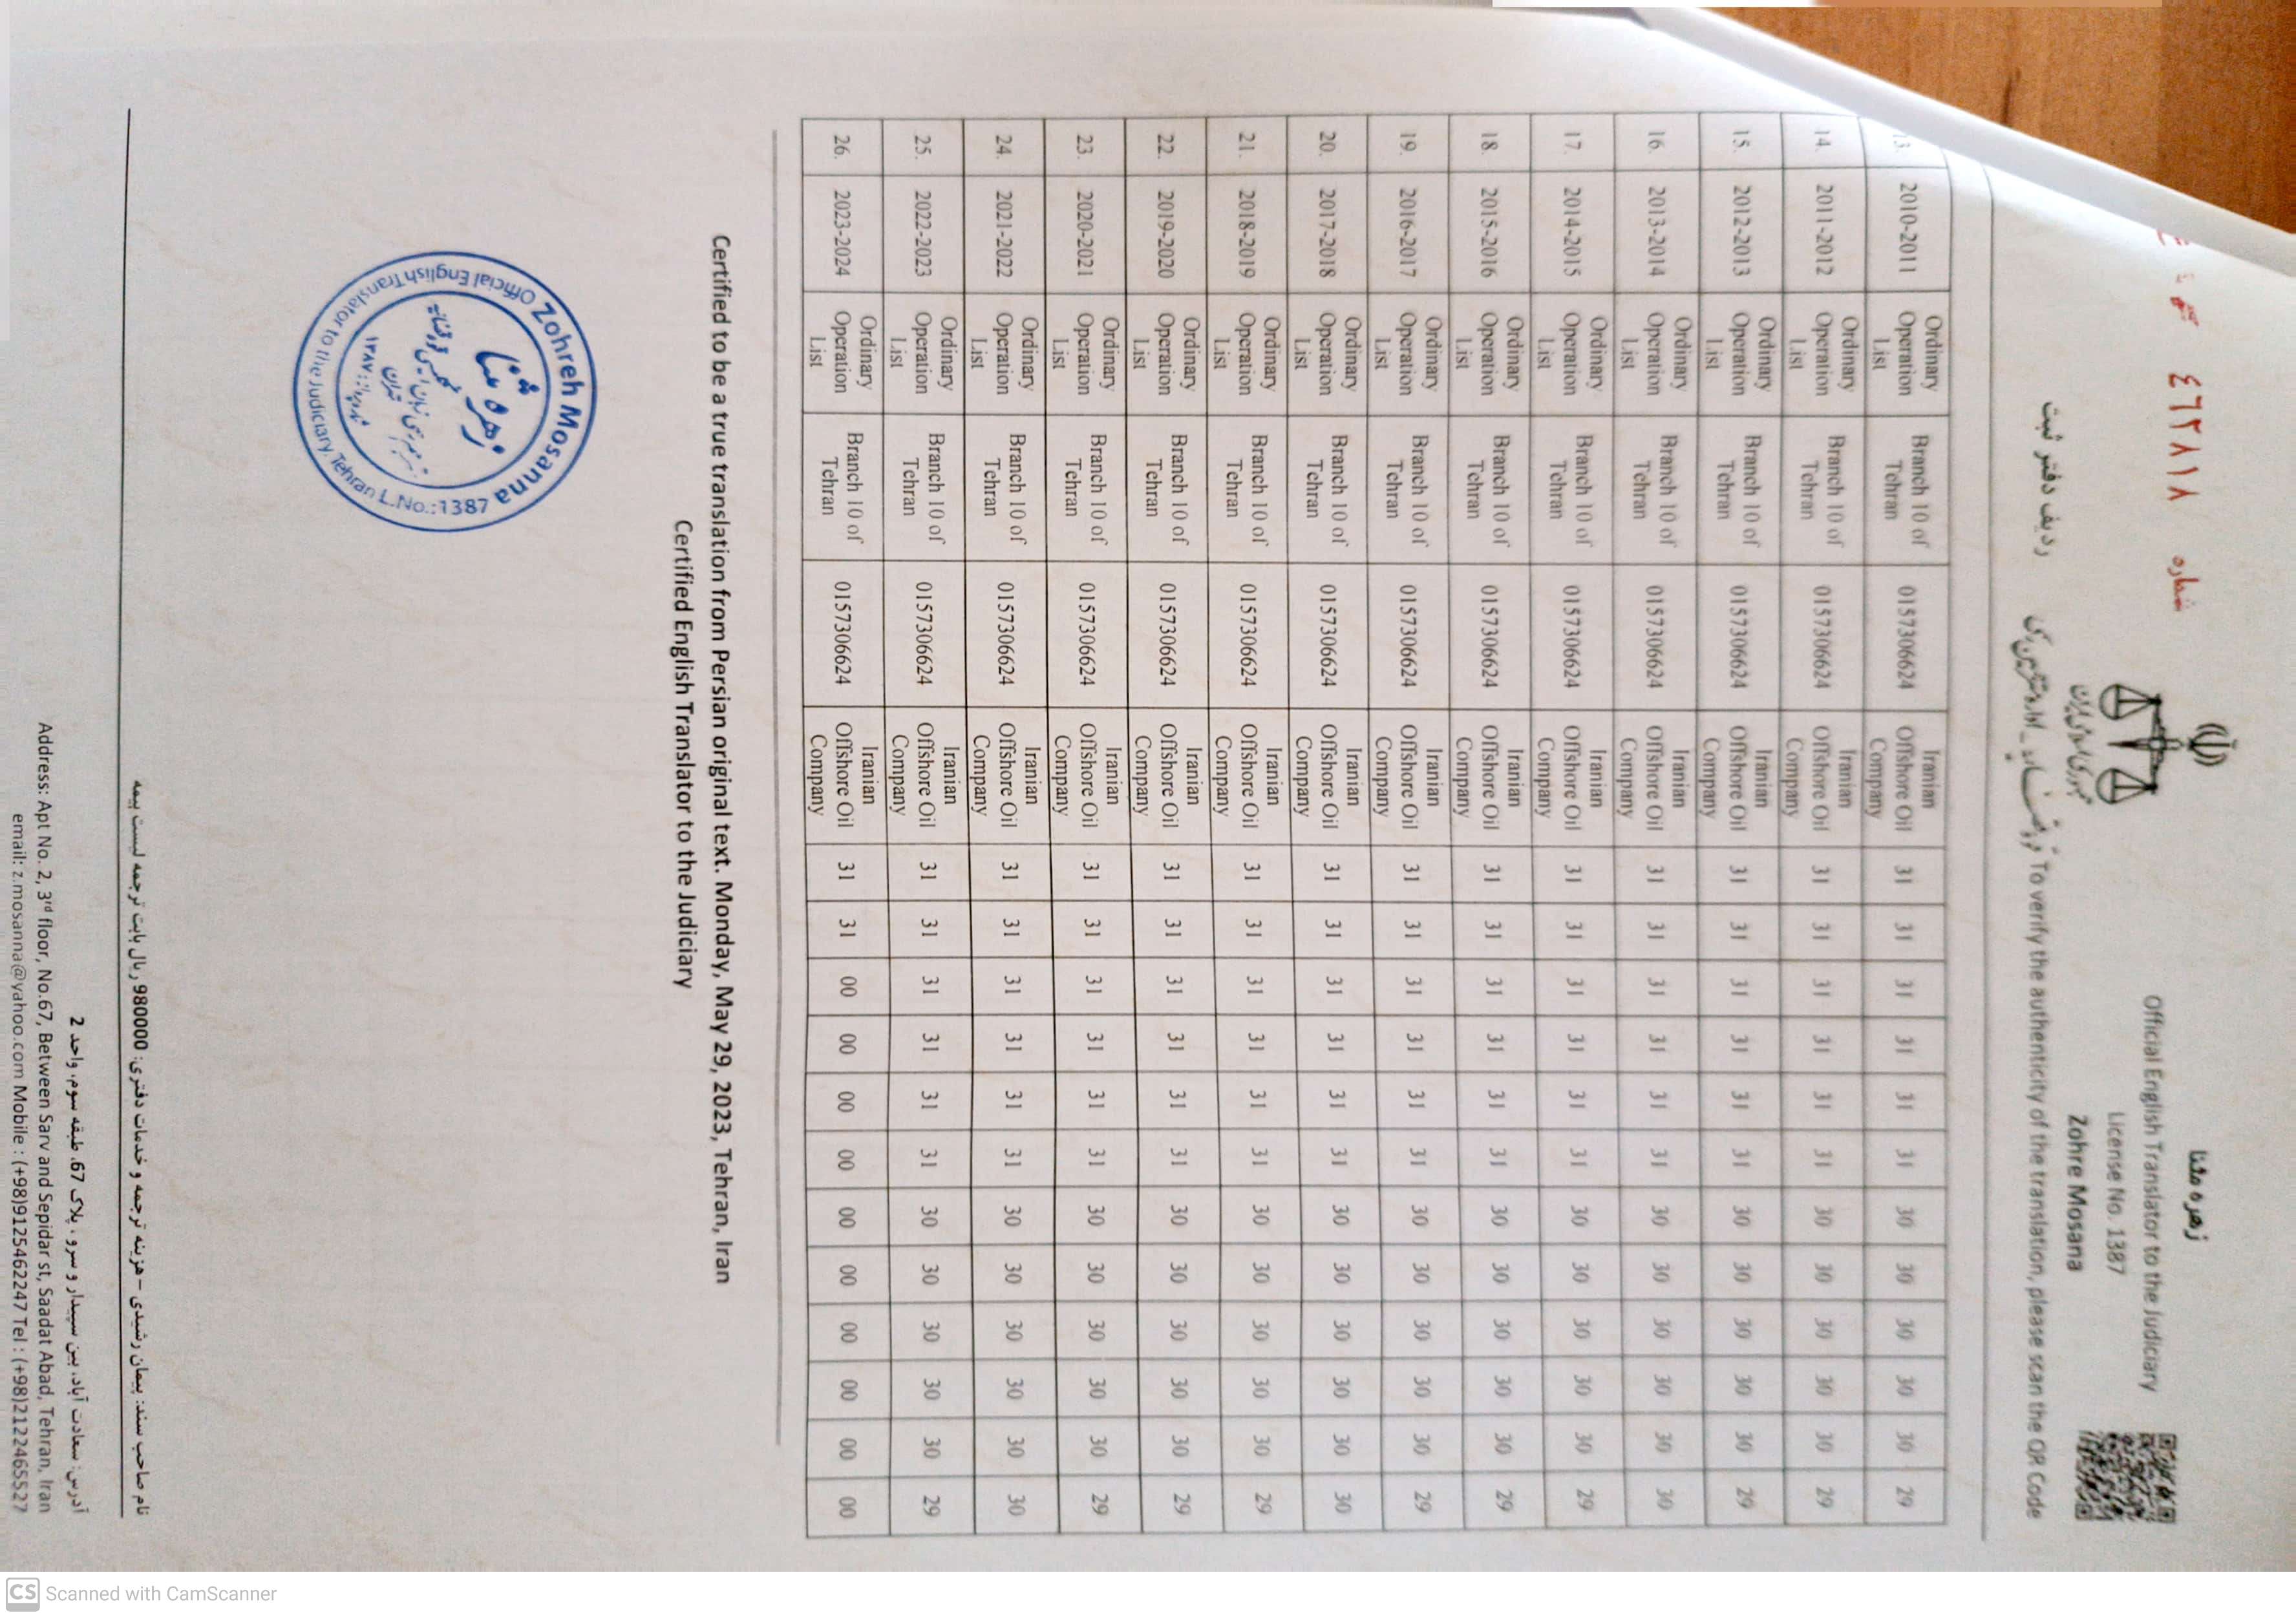 شماره ٤٦٢٨١٨
زهره مثنا
Official English Translator to the Judiciary
License No. 1387
Zohre Mosana
To verify the authenticity of the translation, please scan the QR Code
جمهوری اسلامی ایران
ردیف دفتر ثبت
13. 2010-2011 Ordinary Operation List Branch 10 of Tehran 0157306624 Iranian Offshore Oil Company 31 31 31 31 31 31 30 30 30 30 30 29
14. 2011-2012 Ordinary Operation List Branch 10 of Tehran 0157306624 Iranian Offshore Oil Company 31 31 31 31 31 31 30 30 30 30 30 29
15. 2012-2013 Ordinary Operation List Branch 10 of Tehran 0157306624 Iranian Offshore Oil Company 31 31 31 31 31 31 30 30 30 30 30 29
16. 2013-2014 Ordinary Operation List Branch 10 of Tehran 0157306624 Iranian Offshore Oil Company 31 31 31 31 31 31 30 30 30 30 30 30
17. 2014-2015 Ordinary Operation List Branch 10 of Tehran 0157306624 Iranian Offshore Oil Company 31 31 31 31 31 31 30 30 30 30 30 29
18. 2015-2016 Ordinary Operation List Branch 10 of Tehran 0157306624 Iranian Offshore Oil Company 31 31 31 31 31 31 30 30 30 30 30 29
19. 2016-2017 Ordinary Operation List Branch 10 of Tehran 0157306624 Iranian Offshore Oil Company 31 31 31 31 31 31 30 30 30 30 30 29
20. 2017-2018 Ordinary Operation List Branch 10 of Tehran 0157306624 Iranian Offshore Oil Company 31 31 31 31 31 31 30 30 30 30 30 30
21. 2018-2019 Ordinary Operation List Branch 10 of Tehran 0157306624 Iranian Offshore Oil Company 31 31 31 31 31 31 30 30 30 30 30 29
22. 2019-2020 Ordinary Operation List Branch 10 of Tehran 0157306624 Iranian Offshore Oil Company 31 31 31 31 31 31 30 30 30 30 30 29
23. 2020-2021 Ordinary Operation List Branch 10 of Tehran 0157306624 Iranian Offshore Oil Company 31 31 31 31 31 31 30 30 30 30 30 29
24. 2021-2022 Ordinary Operation List Branch 10 of Tehran 0157306624 Iranian Offshore Oil Company 31 31 31 31 31 31 30 30 30 30 30 30
25. 2022-2023 Ordinary Operation List Branch 10 of Tehran 0157306624 Iranian Offshore Oil Company 31 31 31 31 31 31 30 30 30 30 30 29
26. 2023-2024 Ordinary Operation List Branch 10 of Tehran 0157306624 Iranian Offshore Oil Company 31 31 00 00 00 00 00 00 00 00 00 00
Certified to be a true translation from Persian original text. Monday, May 29, 2023, Tehran, Iran
Certified English Translator to the Judiciary
Zohreh Mosanna
Official English Translator to the Judiciary, Tehran L.No.:1387
زهره مثنا
مترجم رسمی زبان انگلیسی قوه قضائیه
تهران
شماره پروانه: ۱۳۸۷
نام صاحب سند: پیمان رشیدی – هزینه ترجمه و خدمات دفتری: 980000 ریال بابت ترجمه لیست بیمه
آدرس: سعادت آباد، بین سپیدار و سرو ، پلاک 67، طبقه سوم، واحد 2
Address: Apt No. 2, 3rd floor, No.67, Between Sarv and Sepidar st, Saadat Abad, Tehran, Iran
email: z.mosanna@yahoo.com Mobile : (+98)9125462247 Tel : (+98)2122465527
CS Scanned with CamScanner